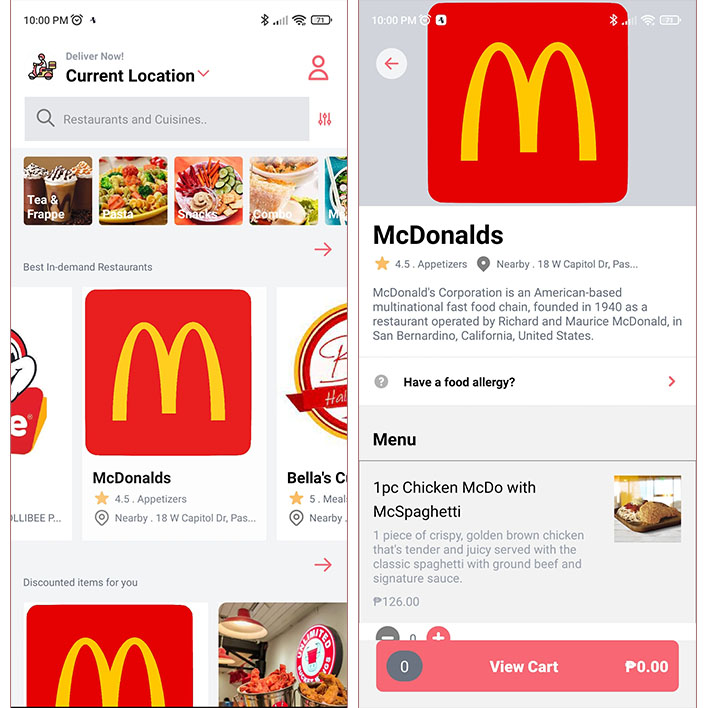 10:00 PM
71
Deliver Now!
Current Location
Restaurants and Cuisines..
Tea &
Frappe
Pasta
Snacks
Combo
Best In-demand Restaurants
McDonalds
4.5 . Appetizers
Nearby . 18 W Capitol Dr, Pas...
OLLIBEE P...
Bella's C
5 . Meal
Nearby .
Discounted items for you
UNLIMITED
10:00 PM
71
McDonalds
4.5 . Appetizers
Nearby . 18 W Capitol Dr, Pas...
McDonald's Corporation is an American-based
multinational fast food chain, founded in 1940 as a
restaurant operated by Richard and Maurice McDonald, in
San Bernardino, California, United States.
Have a food allergy?
Menu
1pc Chicken McDo with
McSpaghetti
1 piece of crispy, golden brown chicken
that's tender and juicy served with the
classic spaghetti with ground beef and
signature sauce.
₱126.00
0
0
View Cart
₱0.00